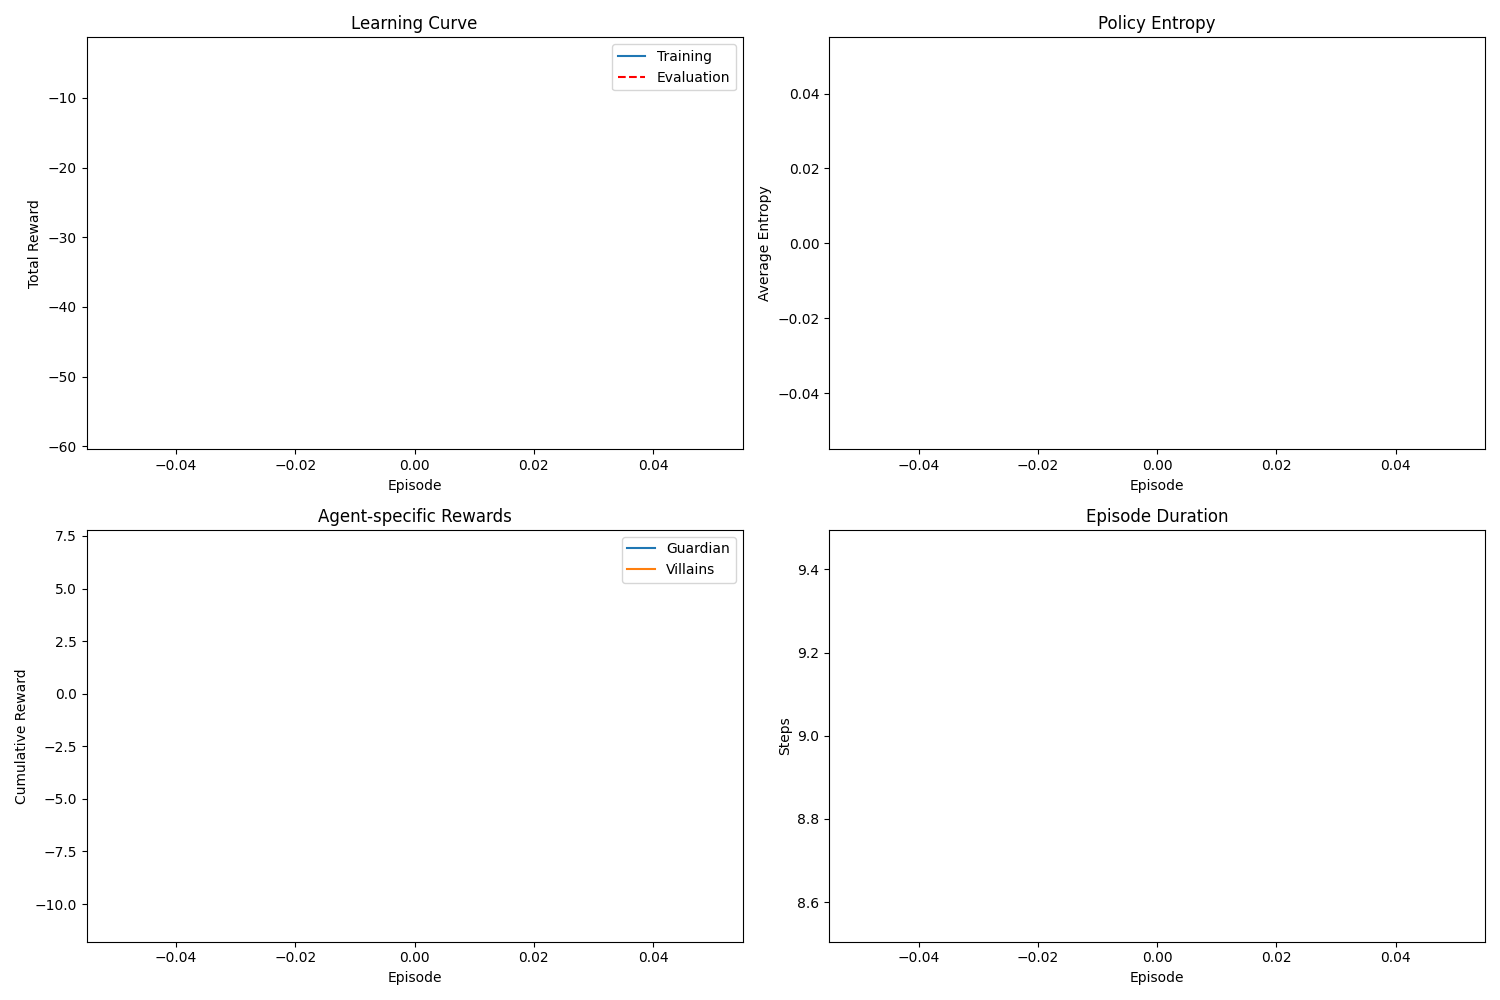 Learning Curve
Training
Evaluation
Total Reward
−10
−20
−30
−40
−50
−60
−0.04 −0.02 0.00 0.02 0.04
Episode
Policy Entropy
Average Entropy
0.04
0.02
0.00
−0.02
−0.04
−0.04 −0.02 0.00 0.02 0.04
Episode
Agent-specific Rewards
Guardian
Villains
Cumulative Reward
7.5
5.0
2.5
0.0
−2.5
−5.0
−7.5
−10.0
−0.04 −0.02 0.00 0.02 0.04
Episode
Episode Duration
Steps
9.4
9.2
9.0
8.8
8.6
−0.04 −0.02 0.00 0.02 0.04
Episode